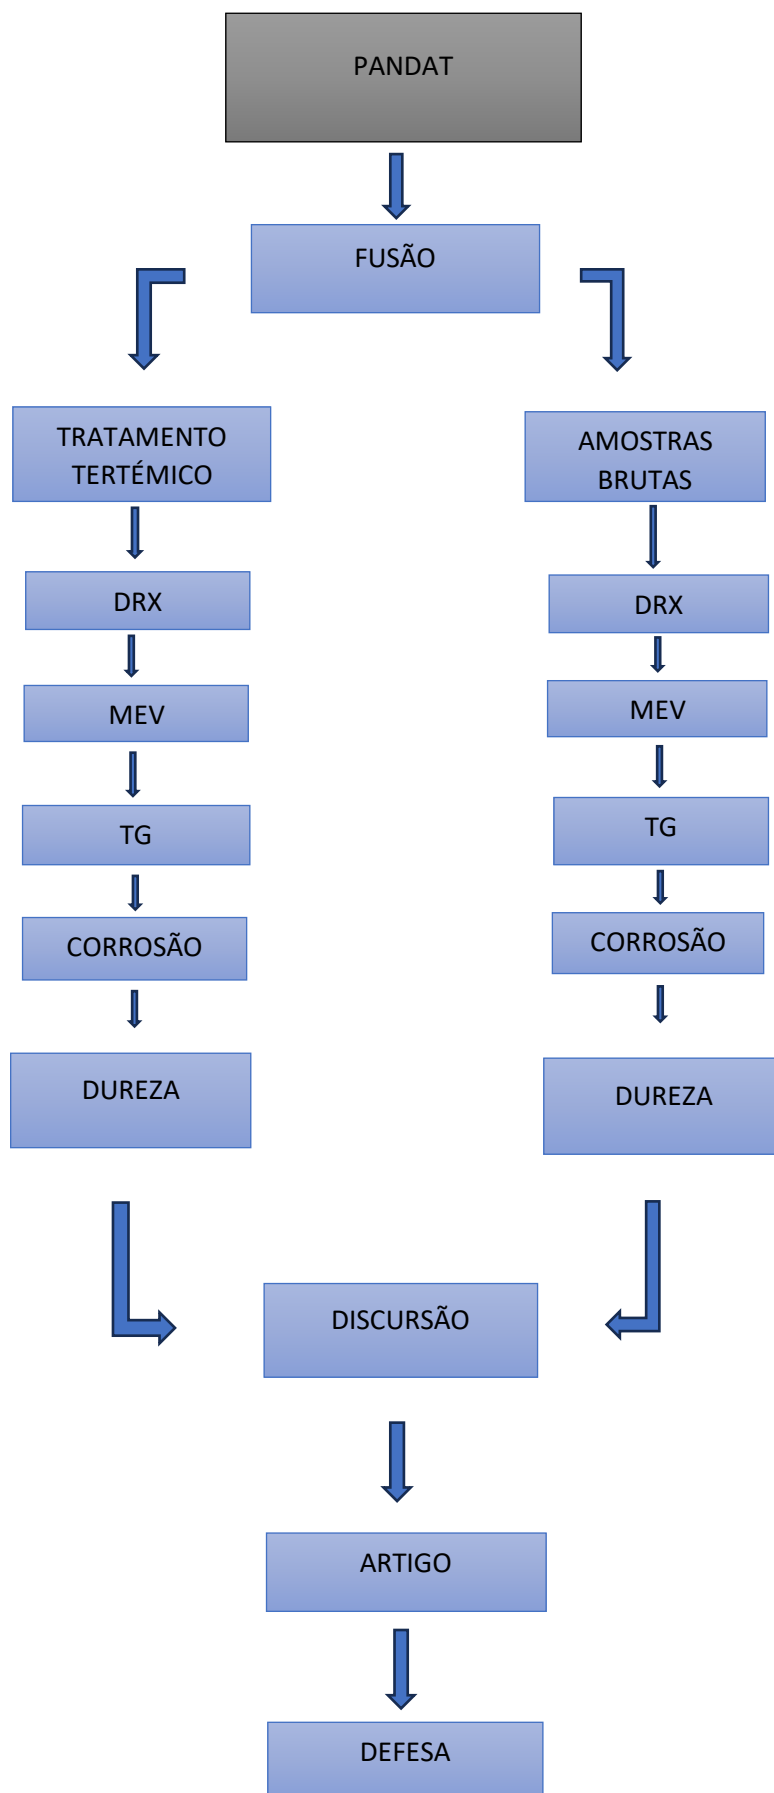 PANDAT
FUSÃO
TRATAMENTO
TERTÉMICO
AMOSTRAS
BRUTAS
DRX
DRX
MEV
MEV
TG
TG
CORROSÃO
CORROSÃO
DUREZA
DUREZA
DISCURSÃO
ARTIGO
DEFESA